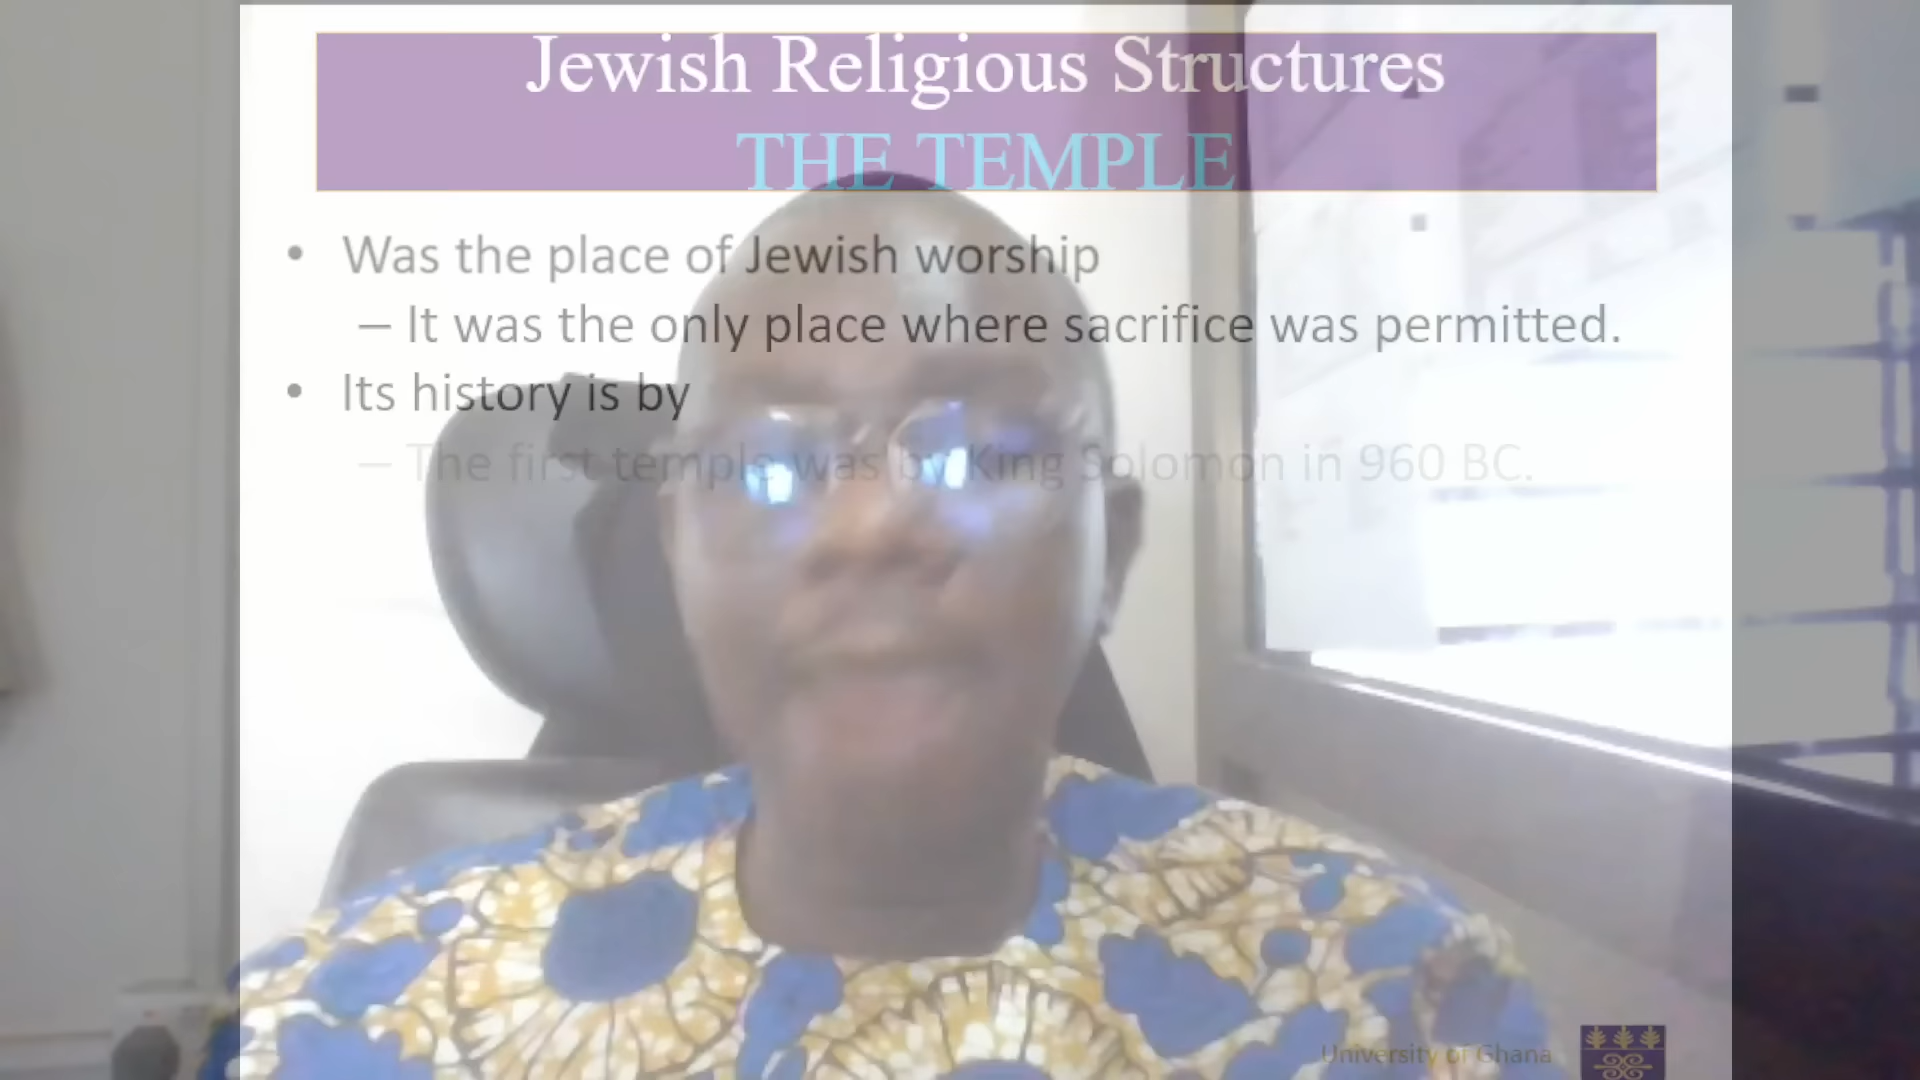 Jewish Religious Structures
THE TEMPLE
• Was the place of Jewish worship
– It was the only place where sacrifice was permitted.
• Its history is by
– The first temple was by King Solomon in 960 BC.
University of Ghana